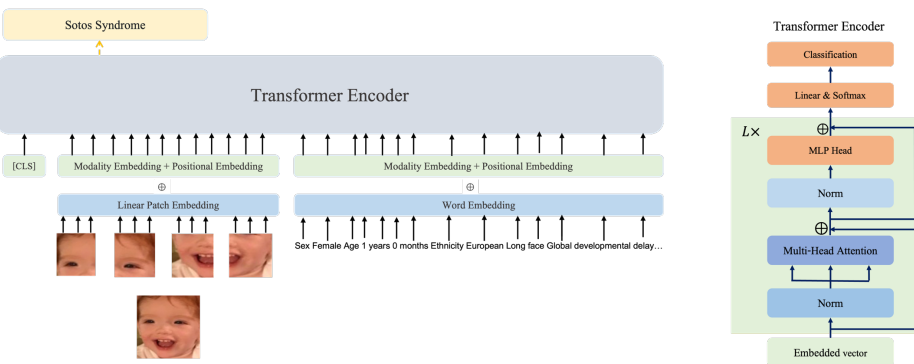 Sotos Syndrome
Transformer Encoder
[CLS]
Modality Embedding + Positional Embedding
Modality Embedding + Positional Embedding
⊕
⊕
Linear Patch Embedding
Word Embedding
Sex Female Age 1 years 0 months Ethnicity European Long face Global developmental delay...
Transformer Encoder
Classification
Linear & Softmax
L×
⊕
MLP Head
Norm
⊕
Multi-Head Attention
Norm
Embedded vector